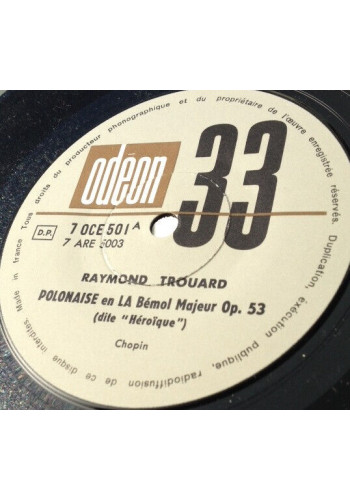 Made in france Tous droits du producteur phonographique et du propriétaire de l'œuvre enregistrée réservés. Duplication, exécution publique, radiodiffusion interdites de ce disque
odéon
33
D.P.
7 OCE 501 A
7 ARE 5003
RAYMOND TROUARD
POLONAISE en LA Bémol Majeur Op. 53
(dite "Héroïque")
Chopin